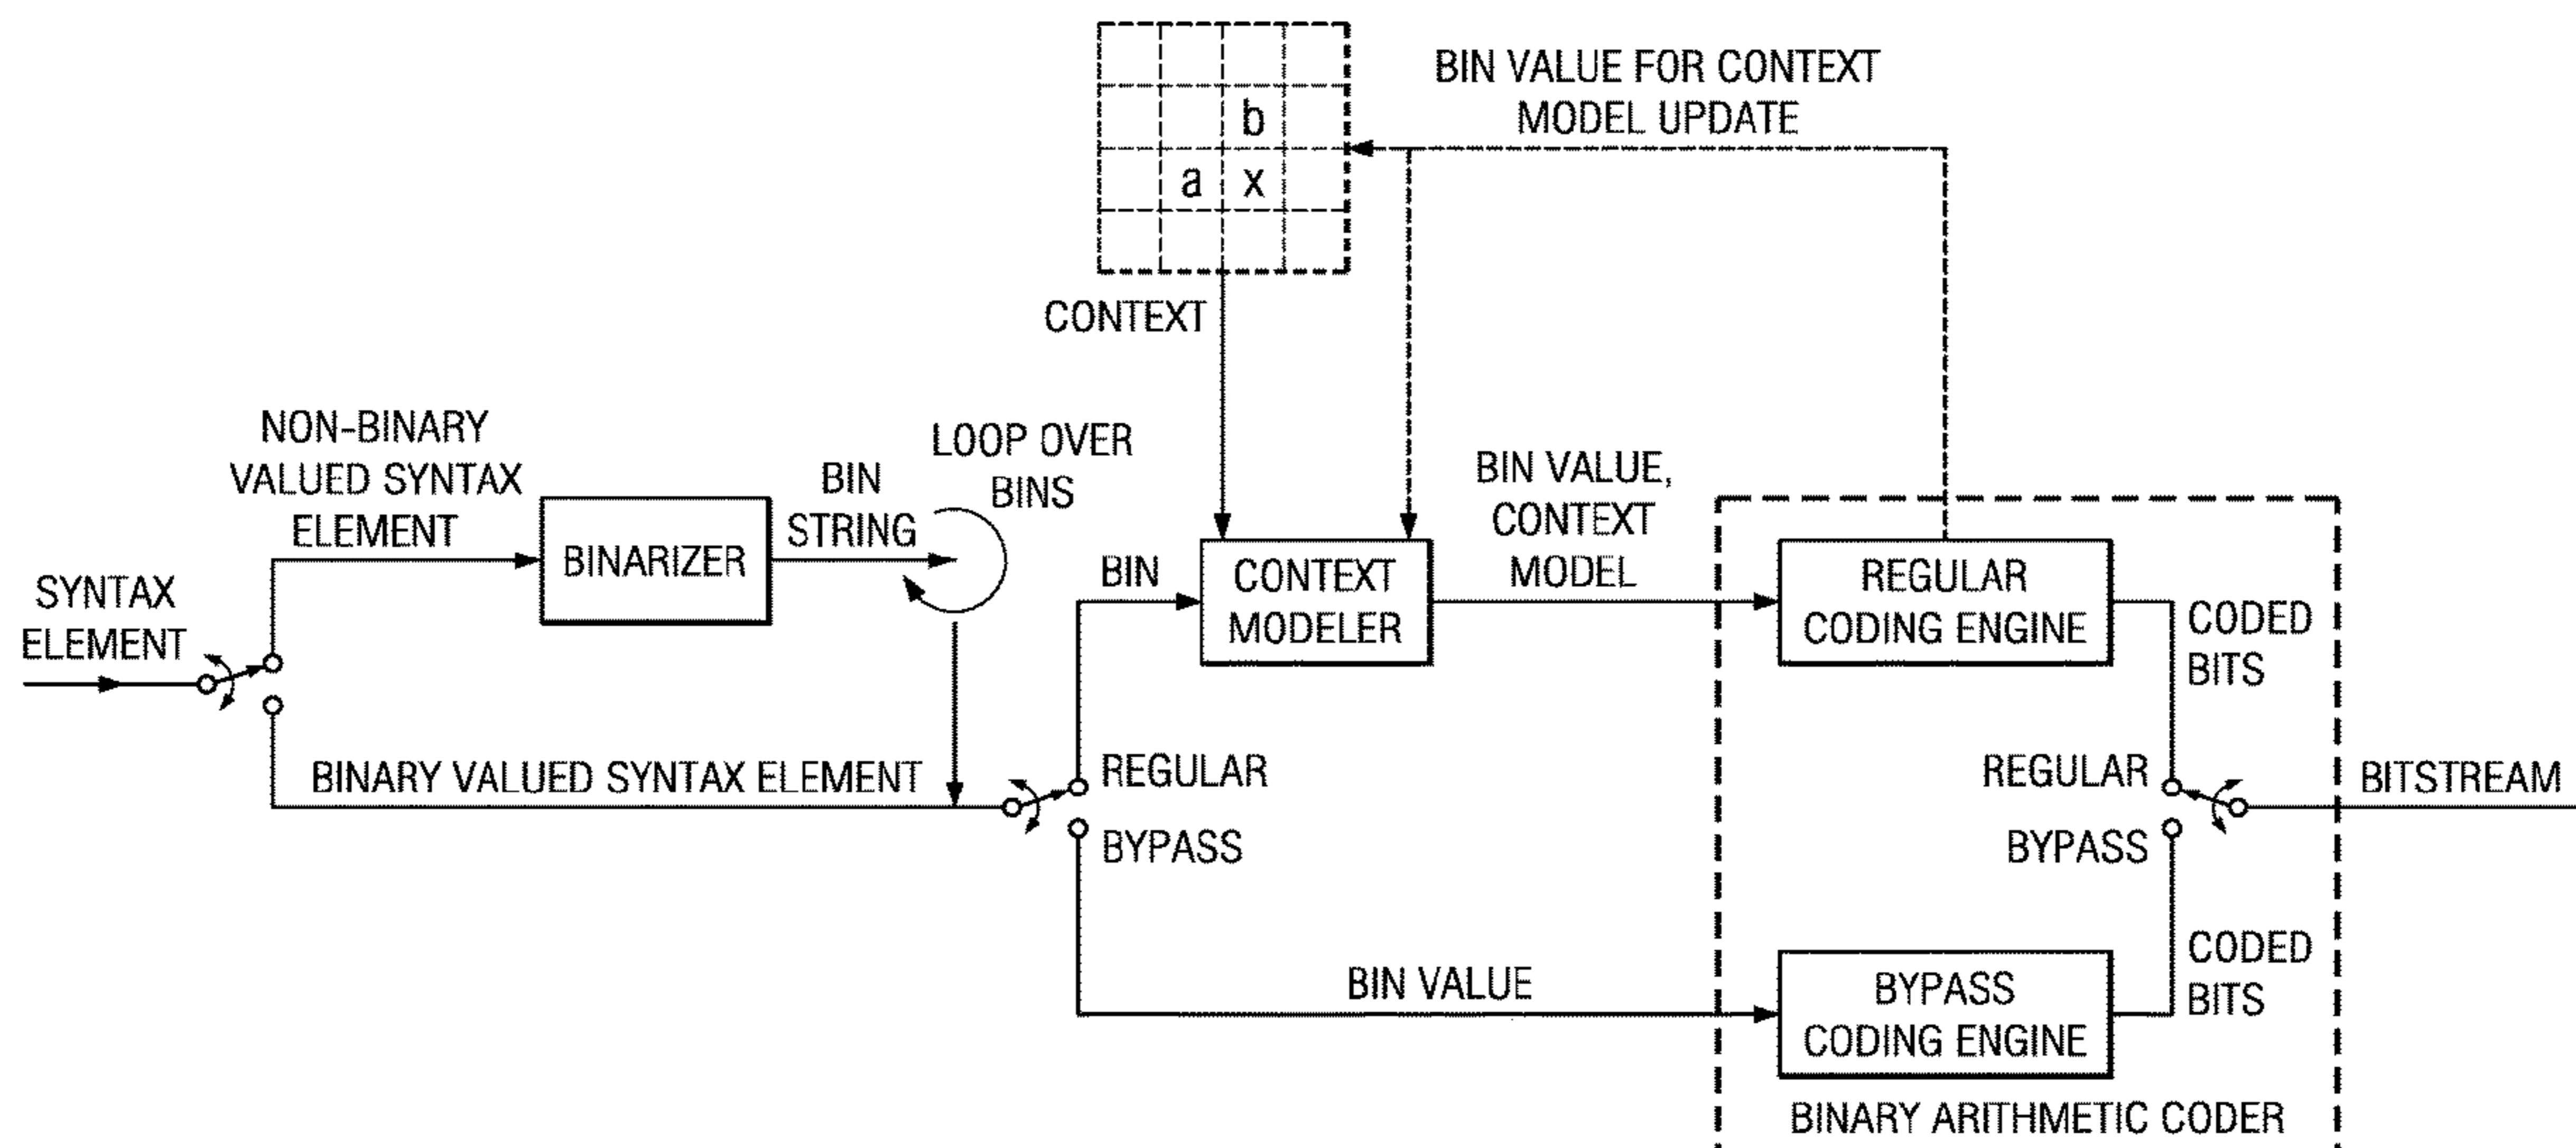 BIN VALUE FOR CONTEXT
MODEL UPDATE
b
a x
CONTEXT
NON-BINARY
VALUED SYNTAX
ELEMENT
BIN
STRING
LOOP OVER
BINS
BIN VALUE,
CONTEXT
MODEL
SYNTAX
ELEMENT
BINARIZER
BIN
CONTEXT
MODELER
REGULAR
CODING ENGINE
CODED
BITS
BINARY VALUED SYNTAX ELEMENT
REGULAR
BYPASS
REGULAR
BYPASS
BITSTREAM
BIN VALUE
BYPASS
CODING ENGINE
CODED
BITS
BINARY ARITHMETIC CODER